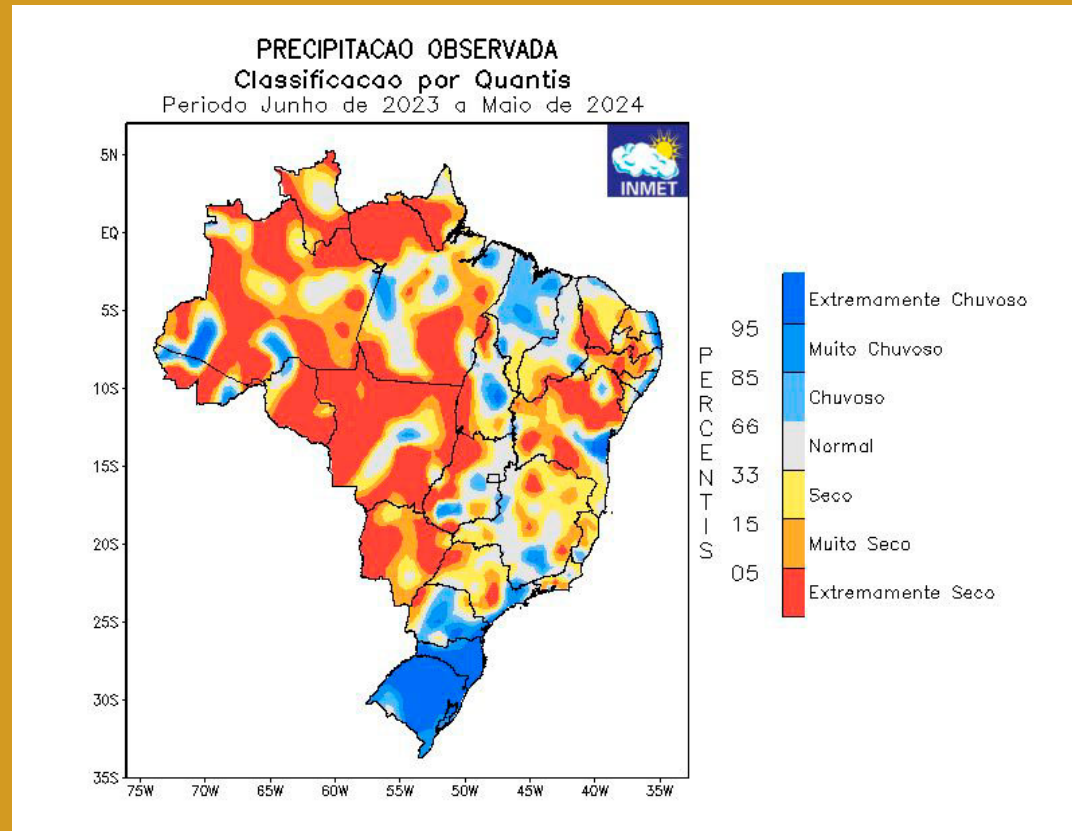 PRECIPITACAO OBSERVADA
Classificacao por Quantis
Periodo Junho de 2023 a Maio de 2024
INMET
5N
EQ
5S
10S
15S
20S
25S
30S
35S
75W
70W
65W
60W
55W
50W
45W
40W
35W
PERCENTIS
Extremamente Chuvoso
95
Muito Chuvoso
85
Chuvoso
66
Normal
33
Seco
15
Muito Seco
05
Extremamente Seco